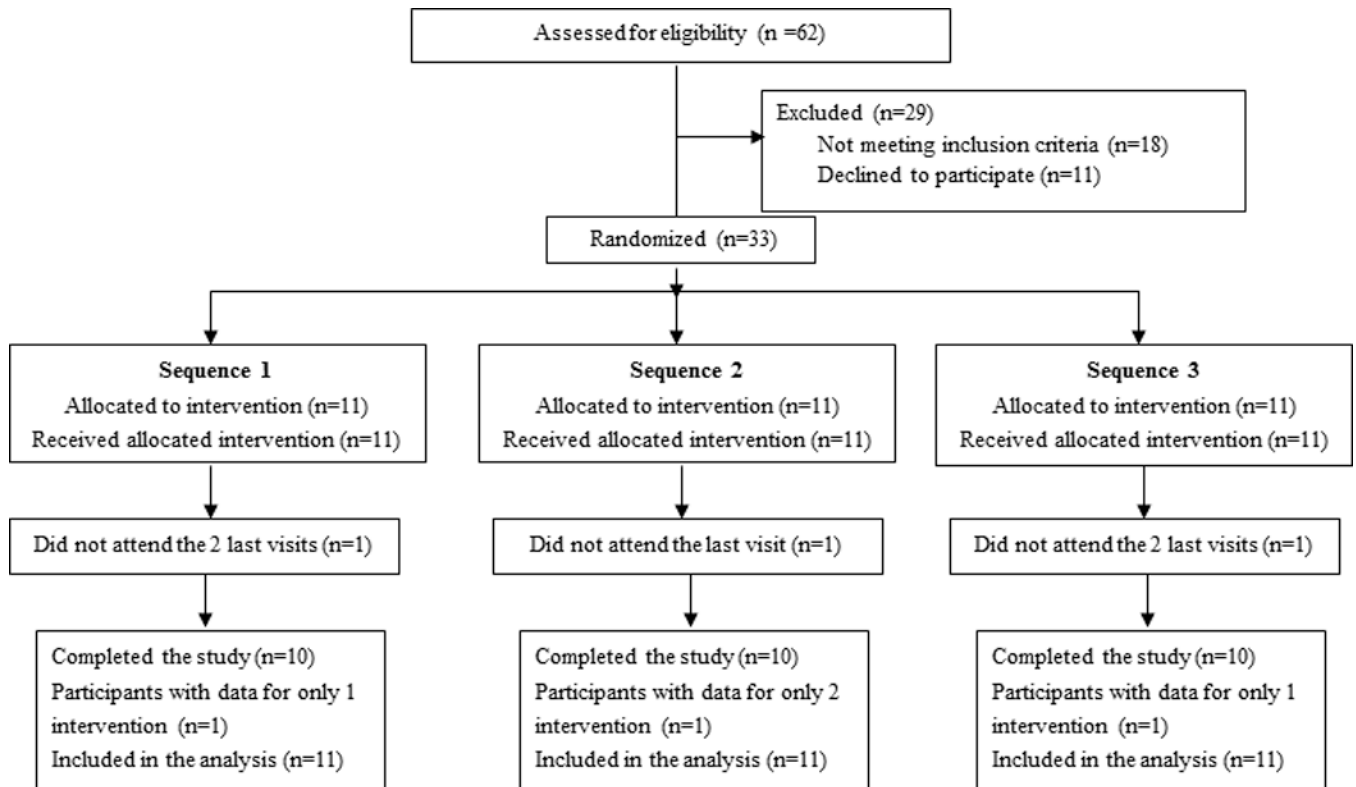 Assessed for eligibility (n =62)
Excluded (n=29)
Not meeting inclusion criteria (n=18)
Declined to participate (n=11)
Randomized (n=33)
Sequence 1
Allocated to intervention (n=11)
Received allocated intervention (n=11)
Sequence 2
Allocated to intervention (n=11)
Received allocated intervention (n=11)
Sequence 3
Allocated to intervention (n=11)
Received allocated intervention (n=11)
Did not attend the 2 last visits (n=1)
Did not attend the last visit (n=1)
Did not attend the 2 last visits (n=1)
Completed the study (n=10)
Participants with data for only 1
intervention (n=1)
Included in the analysis (n=11)
Completed the study (n=10)
Participants with data for only 2
intervention (n=1)
Included in the analysis (n=11)
Completed the study (n=10)
Participants with data for only 1
intervention (n=1)
Included in the analysis (n=11)